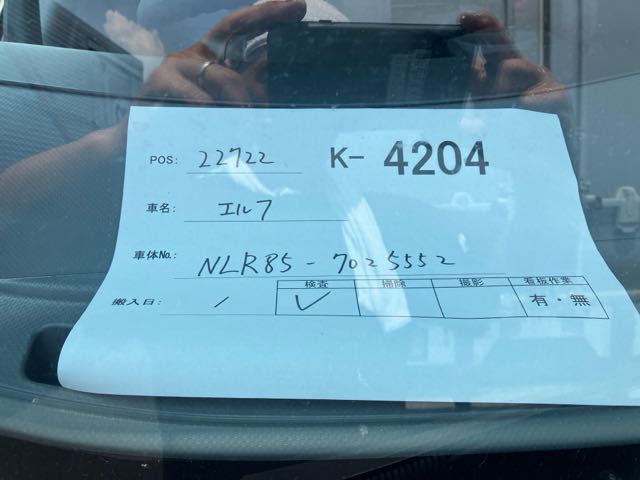 POS: 22722 K- 4204
車名: エルフ
車体No. NLR85-7025552
検査 掃除 撮影 看板作業
搬入日: / ✓ 有・無